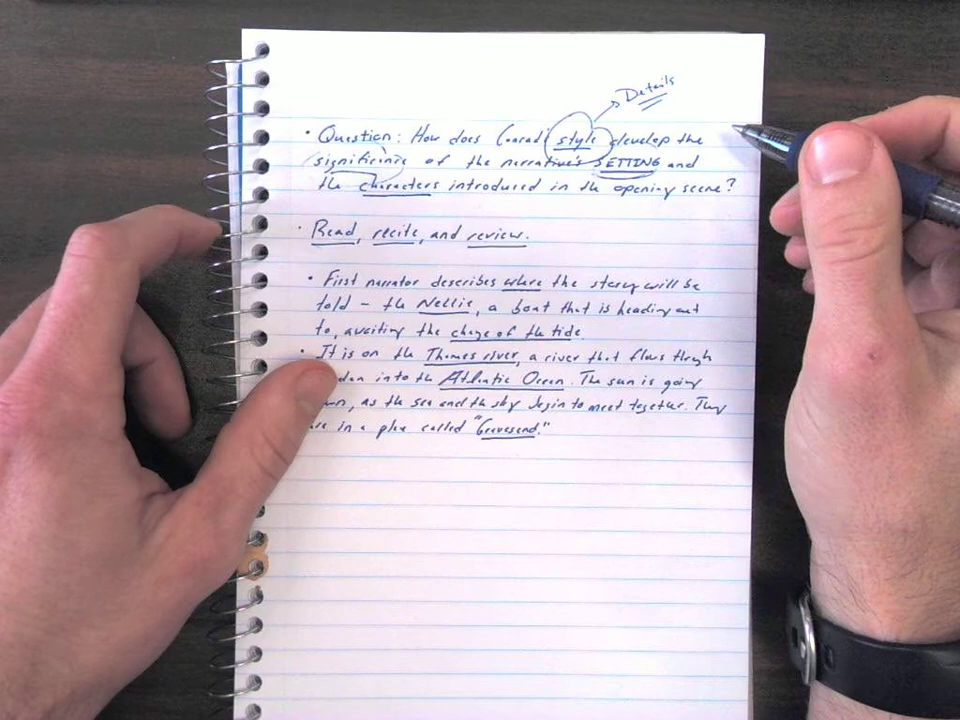 Details
• Question: How does Conrad style develop the
significance of the narrative's SETTING and
the characters introduced in the opening scene?
• Read, recite, and review.
• First narrator describes where the story will be
told – the Nellie, a boat that is heading out
to, awaiting the change of the tide.
• It is on the Thames river, a river that flows through
into the Atlantic Ocean. The sun is going
as the sea and the sky begin to meet together. They
in a place called "Gravesend."